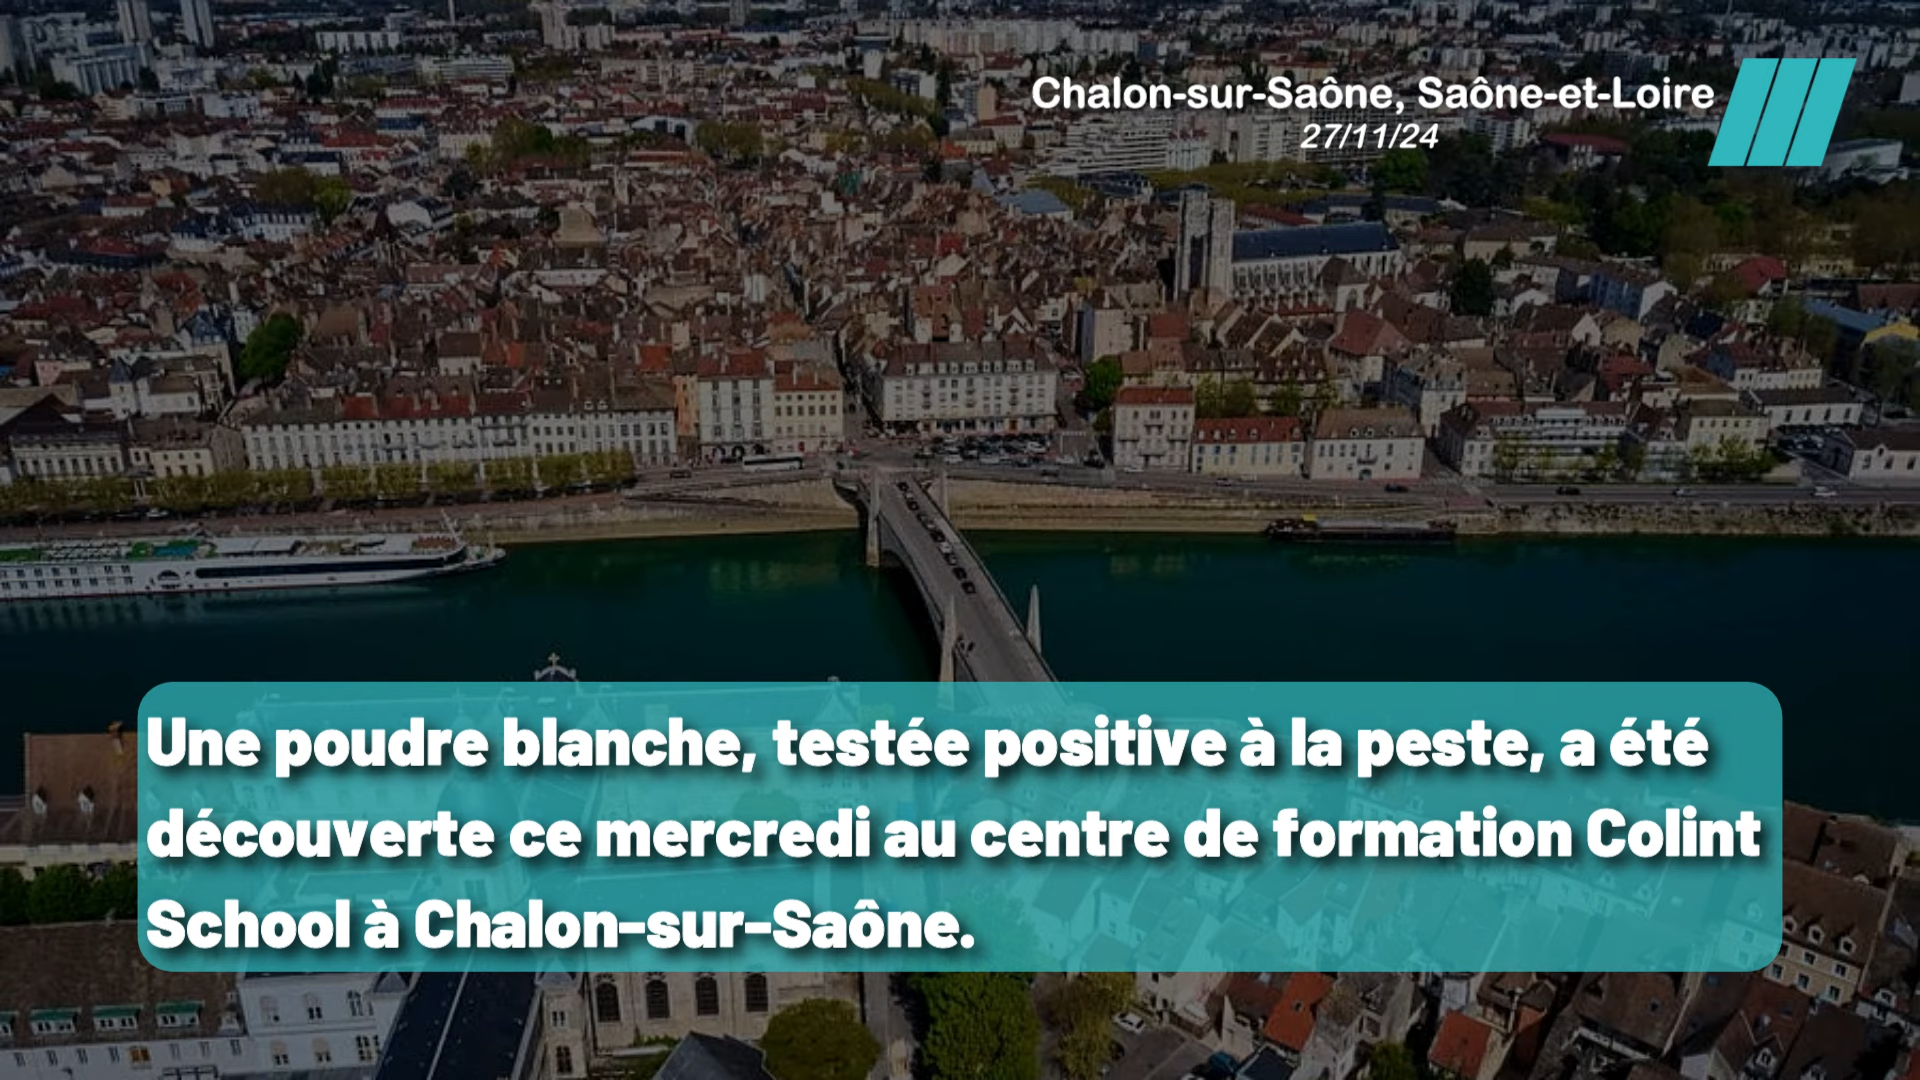 Chalon-sur-Saône, Saône-et-Loire
27/11/24
Une poudre blanche, testée positive à la peste, a été
découverte ce mercredi au centre de formation Colint
School à Chalon-sur-Saône.